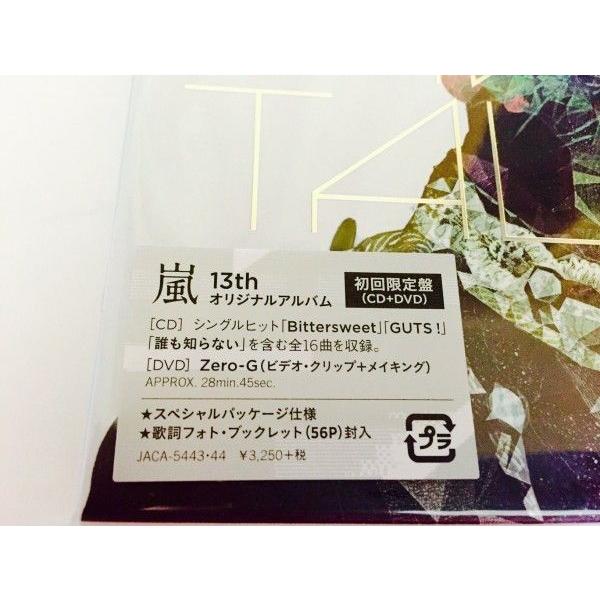 TA
嵐 13th
オリジナルアルバム
初回限定盤
(CD+DVD)
[CD] シングルヒット「Bittersweet」「GUTS !」
「誰も知らない」を含む全16曲を収録。
[DVD] Zero-G(ビデオ・クリップ+メイキング)
APPROX. 28min.45sec.
★スペシャルパッケージ仕様
★歌詞フォト・ブックレット(56P)封入
プラ
JACA-5443・44 ¥3,250+税